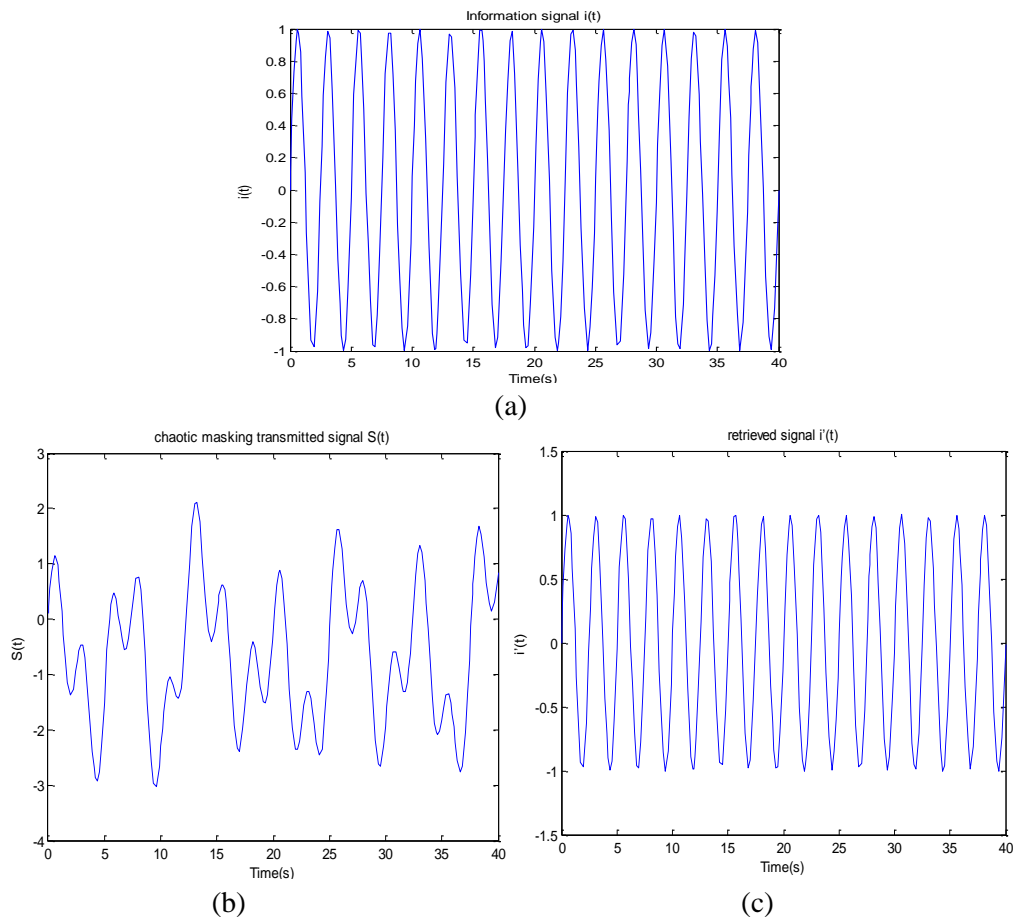 Information signal i(t)
1
0.8
0.6
0.4
0.2
0
-0.2
-0.4
-0.6
-0.8
-1
i(t)
0 5 10 15 20 25 30 35 40
Time(s)
(a)
chaotic masking transmitted signal S(t)
3
2
1
0
-1
-2
-3
-4
S(t)
0 5 10 15 20 25 30 35 40
Time(s)
(b)
retrieved signal i'(t)
1.5
1
0.5
0
-0.5
-1
-1.5
i'(t)
0 5 10 15 20 25 30 35 40
Time(s)
(c)